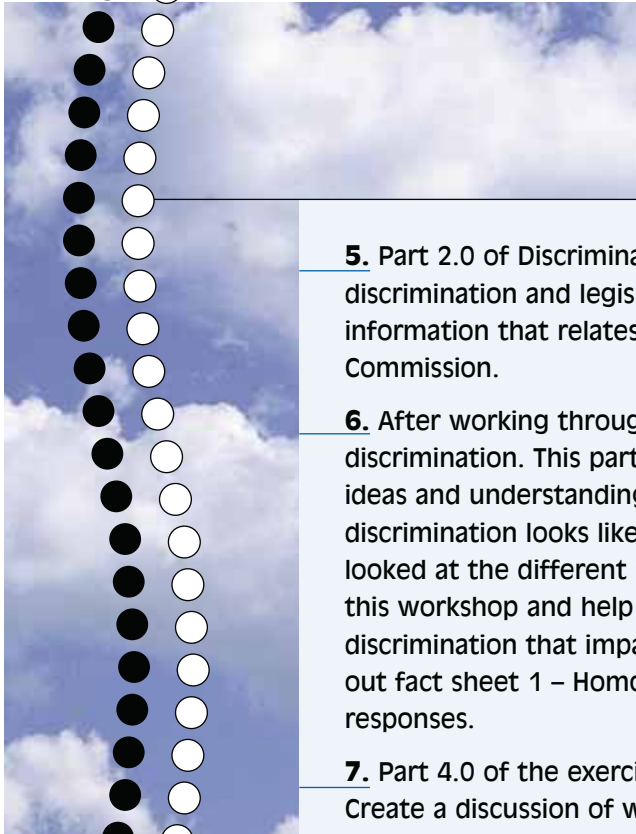 5. Part 2.0 of Discrimina
discrimination and legis
information that relates
Commission.
6. After working throug
discrimination. This part
ideas and understanding
discrimination looks like
looked at the different
this workshop and help
discrimination that impa
out fact sheet 1 – Homo
responses.
7. Part 4.0 of the exerci
Create a discussion of w